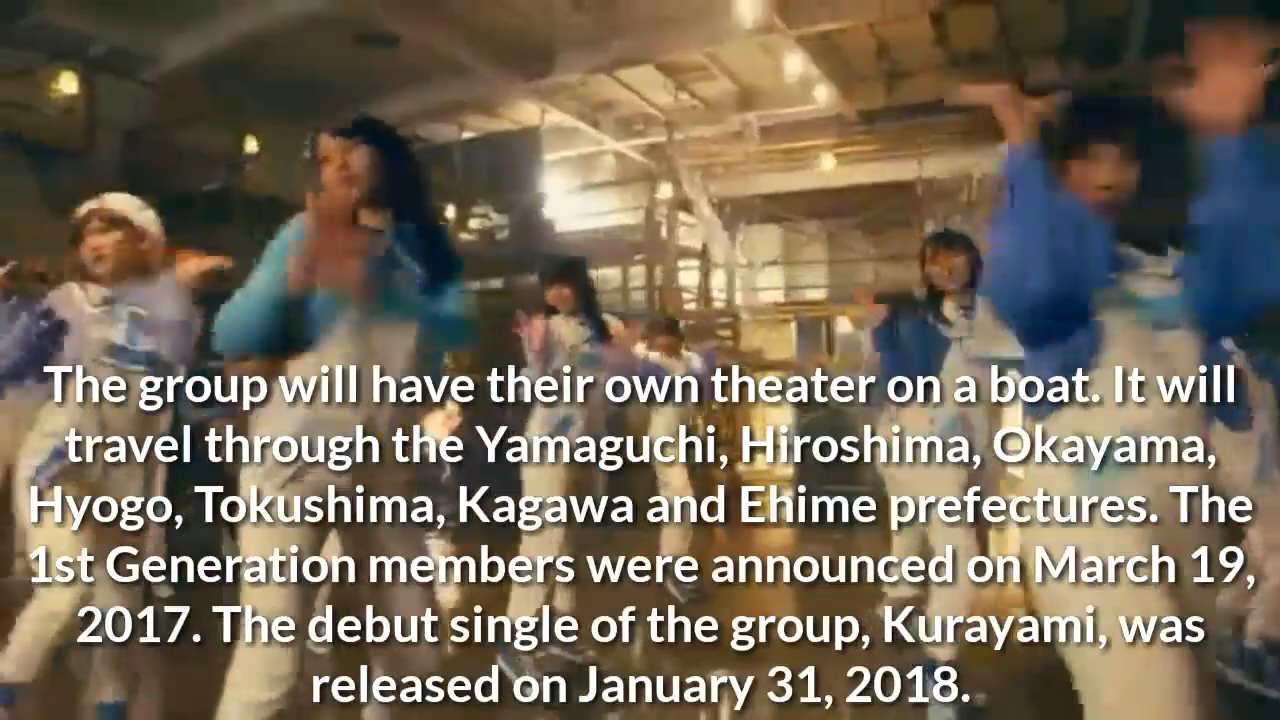 The group will have their own theater on a boat. It will
travel through the Yamaguchi, Hiroshima, Okayama,
Hyogo, Tokushima, Kagawa and Ehime prefectures. The
1st Generation members were announced on March 19,
2017. The debut single of the group, Kurayami, was
released on January 31, 2018.